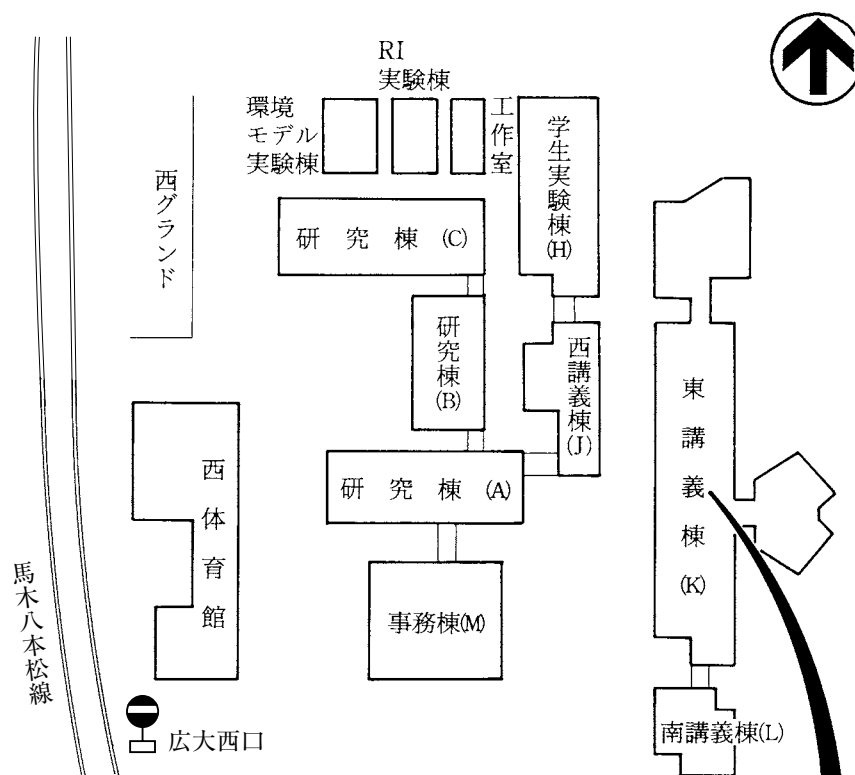 RI
実験棟
環境
モデル
実験棟
工作室
学生実験棟(H)
西グランド
研究棟(C)
研究棟(B)
西講義棟(J)
東講義棟(K)
研究棟(A)
西体育館
事務棟(M)
馬木八本松線
広大西口
南講義棟(L)